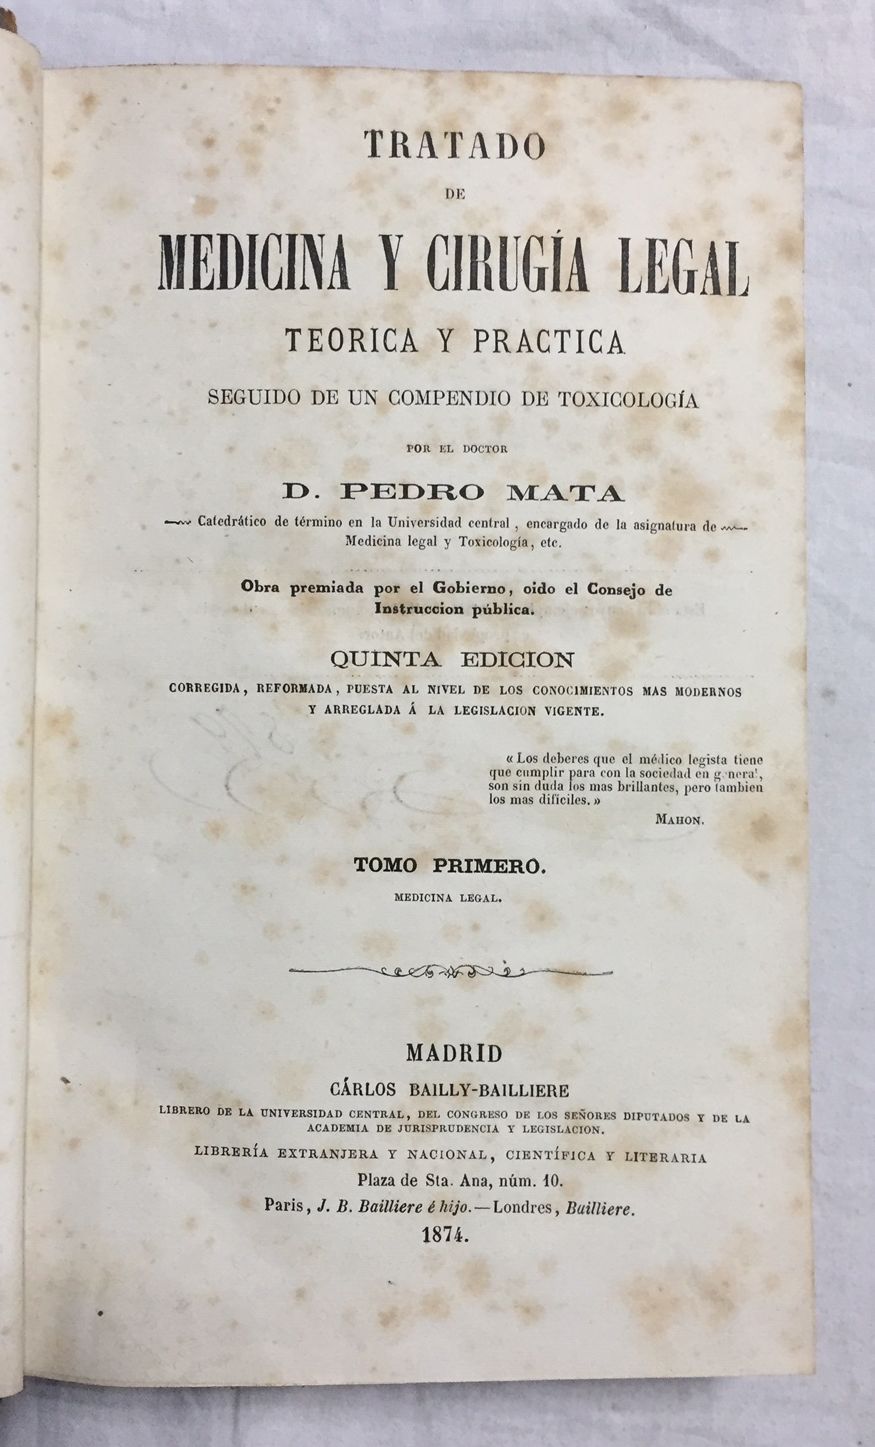 TRATADO
DE
MEDICINA Y CIRUGÍA LEGAL
TEORICA Y PRACTICA
SEGUIDO DE UN COMPENDIO DE TOXICOLOGÍA
POR EL DOCTOR
D. PEDRO MATA
Catedrático de término en la Universidad central, encargado de la asignatura de
Medicina legal y Toxicología, etc.
Obra premiada por el Gobierno, oido el Consejo de
Instruccion pública.
QUINTA EDICION
CORREGIDA, REFORMADA, PUESTA AL NIVEL DE LOS CONOCIMIENTOS MAS MODERNOS
Y ARREGLADA Á LA LEGISLACION VIGENTE.
«Los deberes que el médico legista tiene
que cumplir para con la sociedad en general,
son sin duda los mas brillantes, pero tambien
los mas difíciles.»
MAHON.
TOMO PRIMERO.
MEDICINA LEGAL.
MADRID
CÁRLOS BAILLY-BAILLIERE
LIBRERO DE LA UNIVERSIDAD CENTRAL, DEL CONGRESO DE LOS SEÑORES DIPUTADOS Y DE LA
ACADEMIA DE JURISPRUDENCIA Y LEGISLACION.
LIBRERÍA EXTRANJERA Y NACIONAL, CIENTÍFICA Y LITERARIA
Plaza de Sta. Ana, núm. 10.
Paris, J. B. Bailliere é hijo.—Londres, Bailliere.
1874.